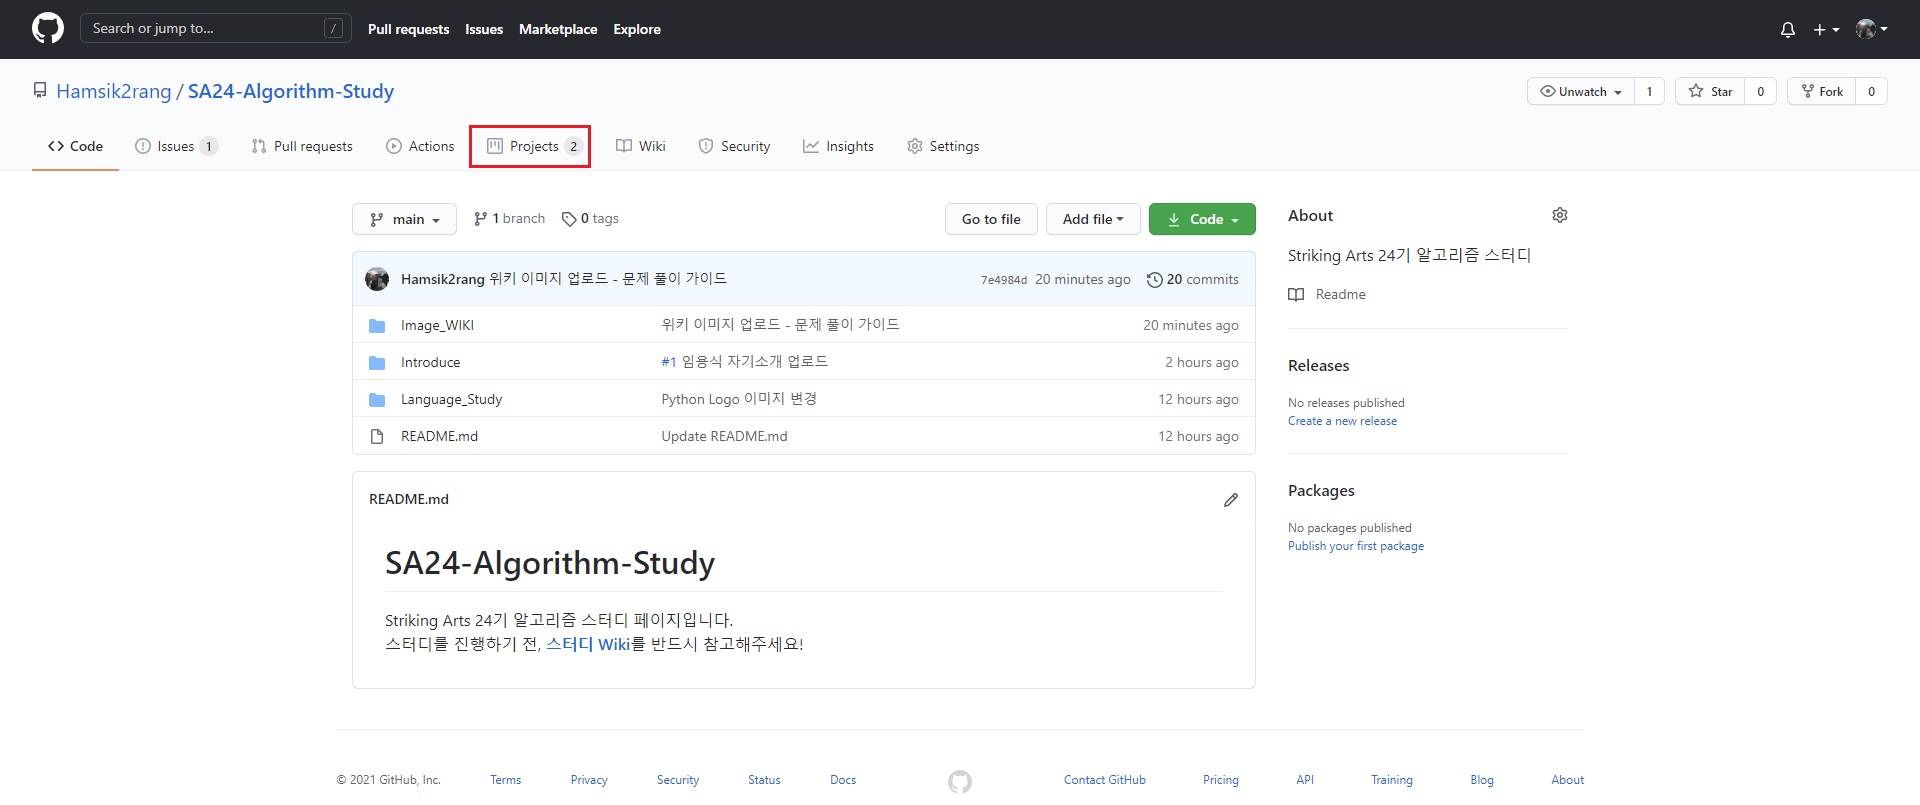 Search or jump to... / Pull requests Issues Marketplace Explore
Hamsik2rang / SA24-Algorithm-Study Unwatch 1 Star 0 Fork 0
Code Issues 1 Pull requests Actions Projects 2 Wiki Security Insights Settings
main 1 branch 0 tags Go to file Add file Code
Hamsik2rang 위키 이미지 업로드 - 문제 풀이 가이드 7e4984d 20 minutes ago 20 commits
Image_WIKI 위키 이미지 업로드 - 문제 풀이 가이드 20 minutes ago
Introduce #1 임용식 자기소개 업로드 2 hours ago
Language_Study Python Logo 이미지 변경 12 hours ago
README.md Update README.md 12 hours ago
README.md
SA24-Algorithm-Study
Striking Arts 24기 알고리즘 스터디 페이지입니다.
스터디를 진행하기 전, 스터디 Wiki를 반드시 참고해주세요!
About
Striking Arts 24기 알고리즘 스터디
Readme
Releases
No releases published
Create a new release
Packages
No packages published
Publish your first package
© 2021 GitHub, Inc. Terms Privacy Security Status Docs Contact GitHub Pricing API Training Blog About